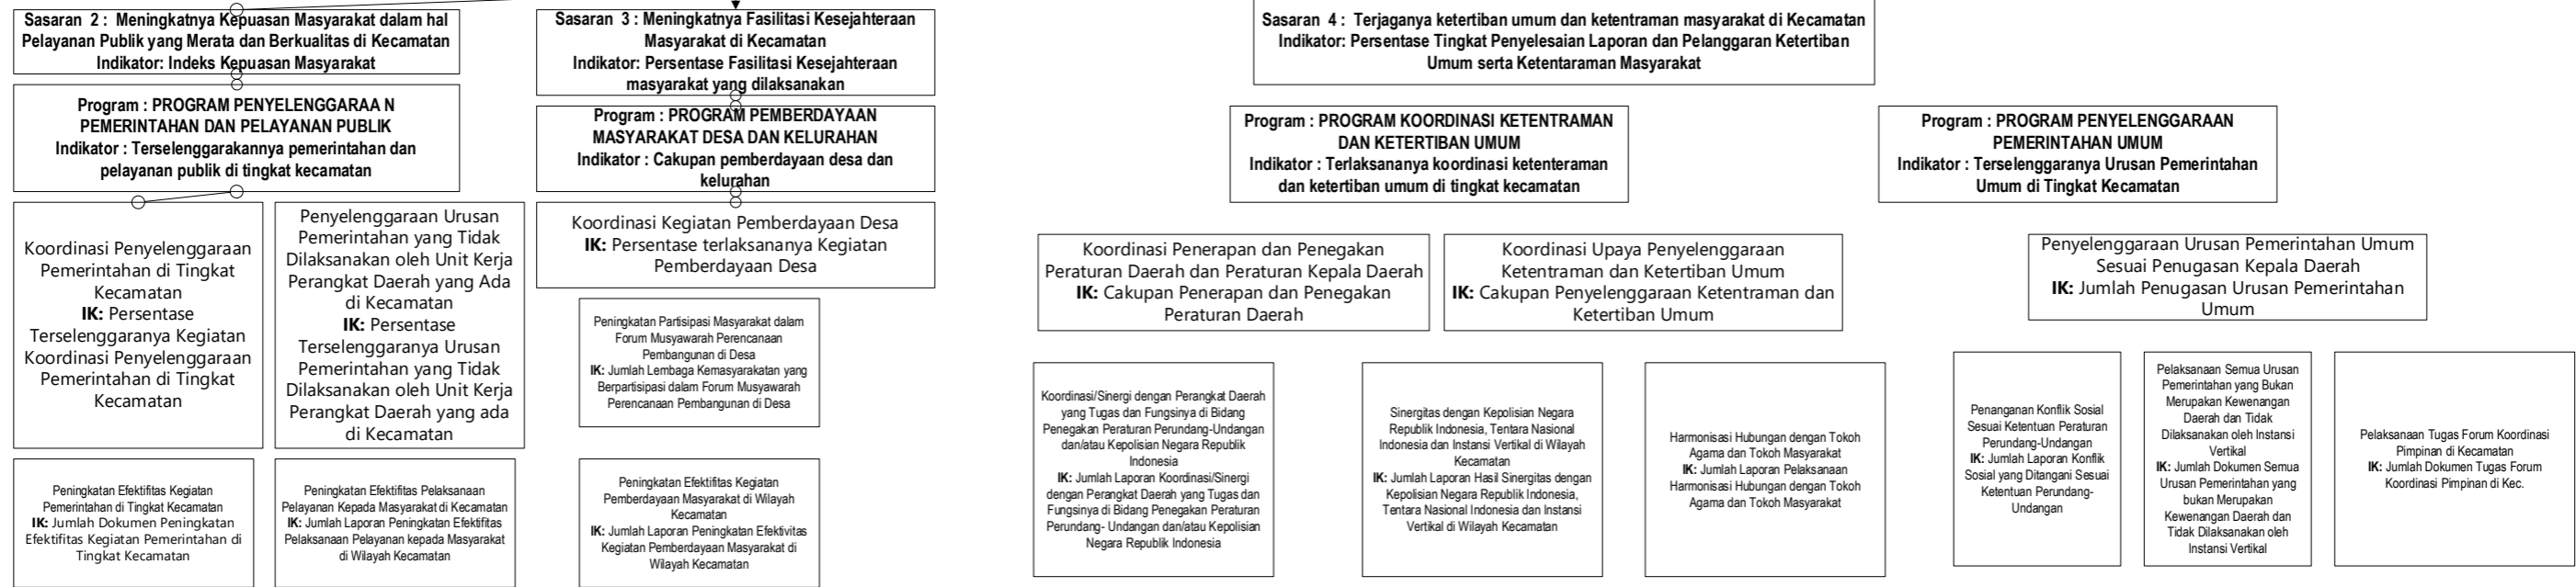 Sasaran 2 : Meningkatnya Kepuasan Masyarakat dalam hal
Pelayanan Publik yang Merata dan Berkualitas di Kecamatan
Indikator: Indeks Kepuasan Masyarakat
Program : PROGRAM PENYELENGGARAA N
PEMERINTAHAN DAN PELAYANAN PUBLIK
Indikator : Terselenggarakannya pemerintahan dan
pelayanan publik di tingkat kecamatan
Koordinasi Penyelenggaraan
Pemerintahan di Tingkat
Kecamatan
IK: Persentase
Terselenggaranya Kegiatan
Koordinasi Penyelenggaraan
Pemerintahan di Tingkat
Kecamatan
Peningkatan Efektifitas Kegiatan
Pemerintahan di Tingkat Kecamatan
IK: Jumlah Dokumen Peningkatan
Efektifitas Kegiatan Pemerintahan di
Tingkat Kecamatan
Penyelenggaraan Urusan
Pemerintahan yang Tidak
Dilaksanakan oleh Unit Kerja
Perangkat Daerah yang Ada
di Kecamatan
IK: Persentase
Terselenggaranya Urusan
Pemerintahan yang Tidak
Dilaksanakan oleh Unit Kerja
Perangkat Daerah yang ada
di Kecamatan
Peningkatan Efektifitas Pelaksanaan
Pelayanan Kepada Masyarakat di Kecamatan
IK: Jumlah Laporan Peningkatan Efektifitas
Pelaksanaan Pelayanan kepada Masyarakat
di Wilayah Kecamatan
Sasaran 3 : Meningkatnya Fasilitasi Kesejahteraan
Masyarakat di Kecamatan
Indikator: Persentase Fasilitasi Kesejahteraan
masyarakat yang dilaksanakan
Program : PROGRAM PEMBERDAYAAN
MASYARAKAT DESA DAN KELURAHAN
Indikator : Cakupan pemberdayaan desa dan
kelurahan
Koordinasi Kegiatan Pemberdayaan Desa
IK: Persentase terlaksananya Kegiatan
Pemberdayaan Desa
Peningkatan Partisipasi Masyarakat dalam
Forum Musyawarah Perencanaan
Pembangunan di Desa
IK: Jumlah Lembaga Kemasyarakatan yang
Berpartisipasi dalam Forum Musyawarah
Perencanaan Pembangunan di Desa
Peningkatan Efektifitas Kegiatan
Pemberdayaan Masyarakat di Wilayah
Kecamatan
IK: Jumlah Laporan Peningkatan Efektivitas
Kegiatan Pemberdayaan Masyarakat di
Wilayah Kecamatan
Sasaran 4 : Terjaganya ketertiban umum dan ketentraman masyarakat di Kecamatan
Indikator: Persentase Tingkat Penyelesaian Laporan dan Pelanggaran Ketertiban
Umum serta Ketentaraman Masyarakat
Program : PROGRAM KOORDINASI KETENTRAMAN
DAN KETERTIBAN UMUM
Indikator : Terlaksananya koordinasi ketenteraman
dan ketertiban umum di tingkat kecamatan
Koordinasi Penerapan dan Penegakan
Peraturan Daerah dan Peraturan Kepala Daerah
IK: Cakupan Penerapan dan Penegakan
Peraturan Daerah
Koordinasi/Sinergi dengan Perangkat Daerah
yang Tugas dan Fungsinya di Bidang
Penegakan Peraturan Perundang-Undangan
dan/atau Kepolisian Negara Republik
Indonesia
IK: Jumlah Laporan Koordinasi/Sinergi
dengan Perangkat Daerah yang Tugas dan
Fungsinya di Bidang Penegakan Peraturan
Perundang- Undangan dan/atau Kepolisian
Negara Republik Indonesia
Koordinasi Upaya Penyelenggaraan
Ketentraman dan Ketertiban Umum
IK: Cakupan Penyelenggaraan Ketentraman dan
Ketertiban Umum
Sinergitas dengan Kepolisian Negara
Republik Indonesia, Tentara Nasional
Indonesia dan Instansi Vertikal di Wilayah
Kecamatan
IK: Jumlah Laporan Hasil Sinergitas dengan
Kepolisian Negara Republik Indonesia,
Tentara Nasional Indonesia dan Instansi
Vertikal di Wilayah Kecamatan
Harmonisasi Hubungan dengan Tokoh
Agama dan Tokoh Masyarakat
IK: Jumlah Laporan Pelaksanaan
Harmonisasi Hubungan dengan Tokoh
Agama dan Tokoh Masyarakat
Program : PROGRAM PENYELENGGARAAN
PEMERINTAHAN UMUM
Indikator : Terselenggaranya Urusan Pemerintahan
Umum di Tingkat Kecamatan
Penyelenggaraan Urusan Pemerintahan Umum
Sesuai Penugasan Kepala Daerah
IK: Jumlah Penugasan Urusan Pemerintahan
Umum
Penanganan Konflik Sosial
Sesuai Ketentuan Peraturan
Perundang-Undangan
IK: Jumlah Laporan Konflik
Sosial yang Ditangani Sesuai
Ketentuan Perundang-
Undangan
Pelaksanaan Semua Urusan
Pemerintahan yang Bukan
Merupakan Kewenangan
Daerah dan Tidak
Dilaksanakan oleh Instansi
Vertikal
IK: Jumlah Dokumen Semua
Urusan Pemerintahan yang
bukan Merupakan
Kewenangan Daerah dan
Tidak Dilaksanakan oleh
Instansi Vertikal
Pelaksanaan Tugas Forum Koordinasi
Pimpinan di Kecamatan
IK: Jumlah Dokumen Tugas Forum
Koordinasi Pimpinan di Kec.